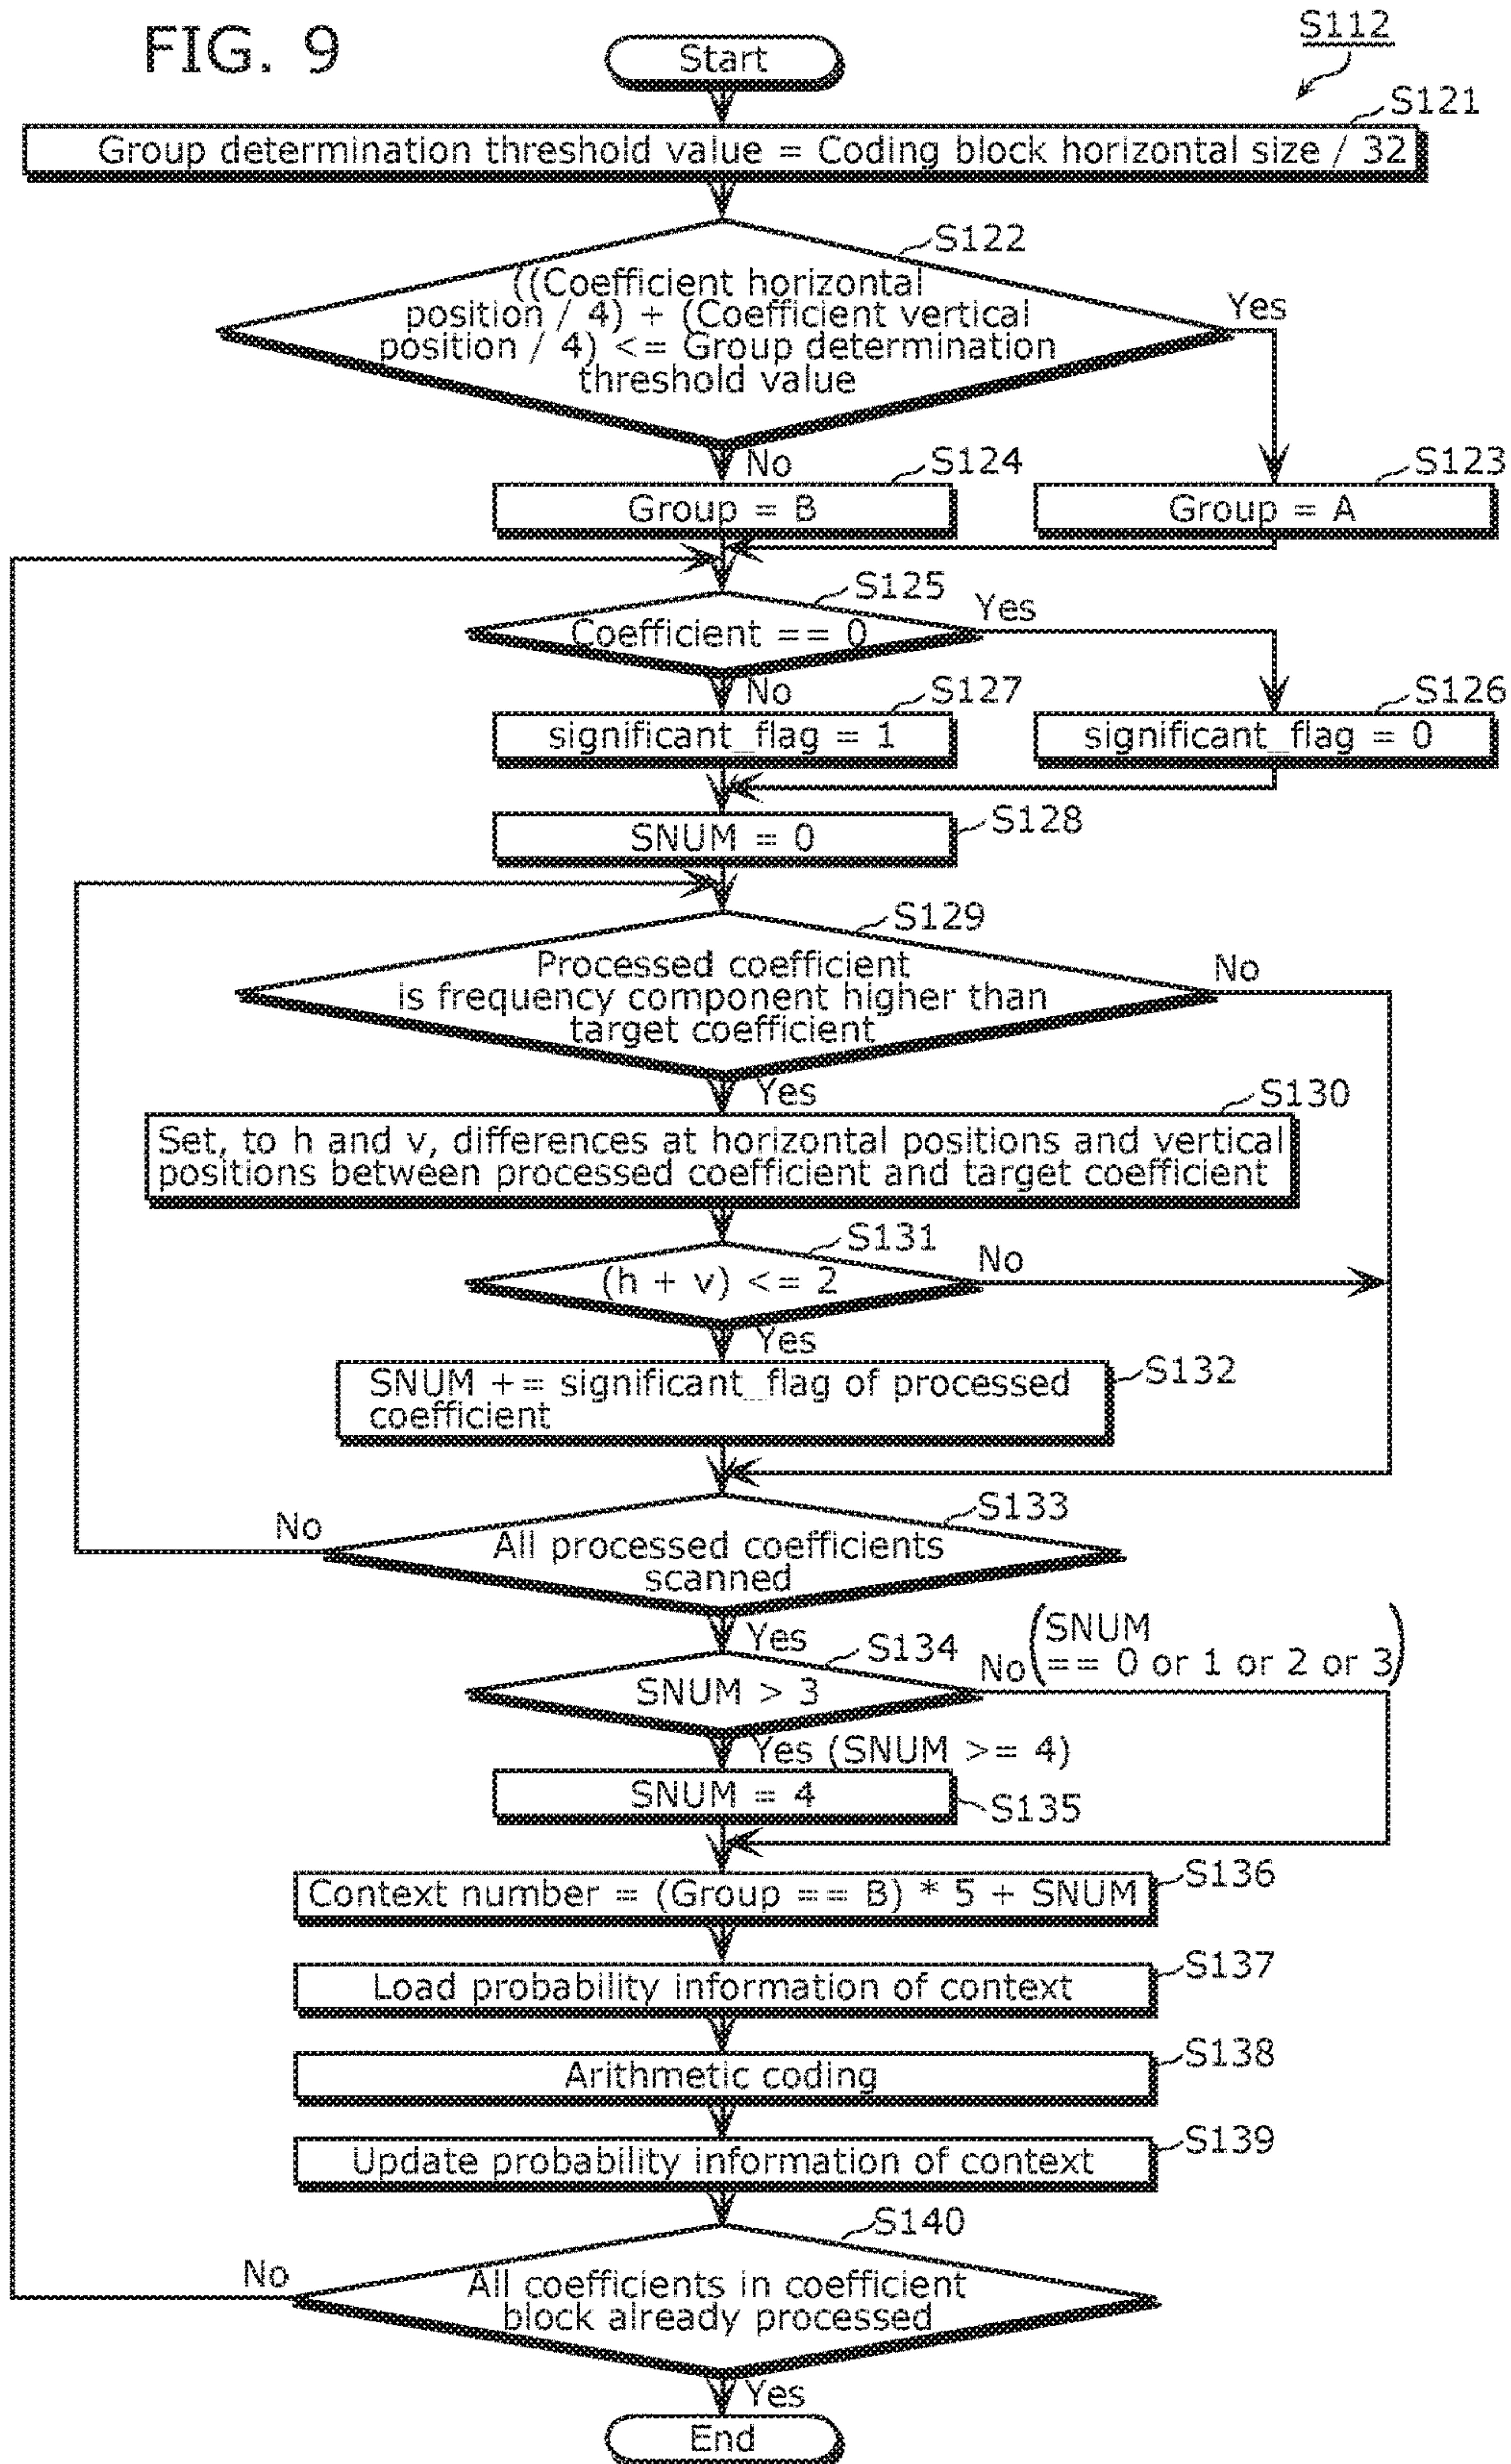 FIG. 9
S112
Start
S121
Group determination threshold value = Coding block horizontal size / 32
S122
((Coefficient horizontal
position / 4) + (Coefficient vertical
position / 4) <= Group determination
threshold value
Yes
No
S124
S123
Group = B
Group = A
S125
Coefficient == 0
Yes
No
S127
S126
significant_flag = 1
significant_flag = 0
S128
SNUM = 0
S129
Processed coefficient
is frequency component higher than
target coefficient
No
Yes
S130
Set, to h and v, differences at horizontal positions and vertical
positions between processed coefficient and target coefficient
S131
(h + v) <= 2
No
Yes
S132
SNUM += significant_flag of processed
coefficient
S133
No
All processed coefficients
scanned
Yes
S134
SNUM > 3
No (SNUM
== 0 or 1 or 2 or 3)
Yes (SNUM >= 4)
SNUM = 4
S135
S136
Context number = (Group == B) * 5 + SNUM
S137
Load probability information of context
S138
Arithmetic coding
S139
Update probability information of context
S140
No
All coefficients in coefficient
block already processed
Yes
End